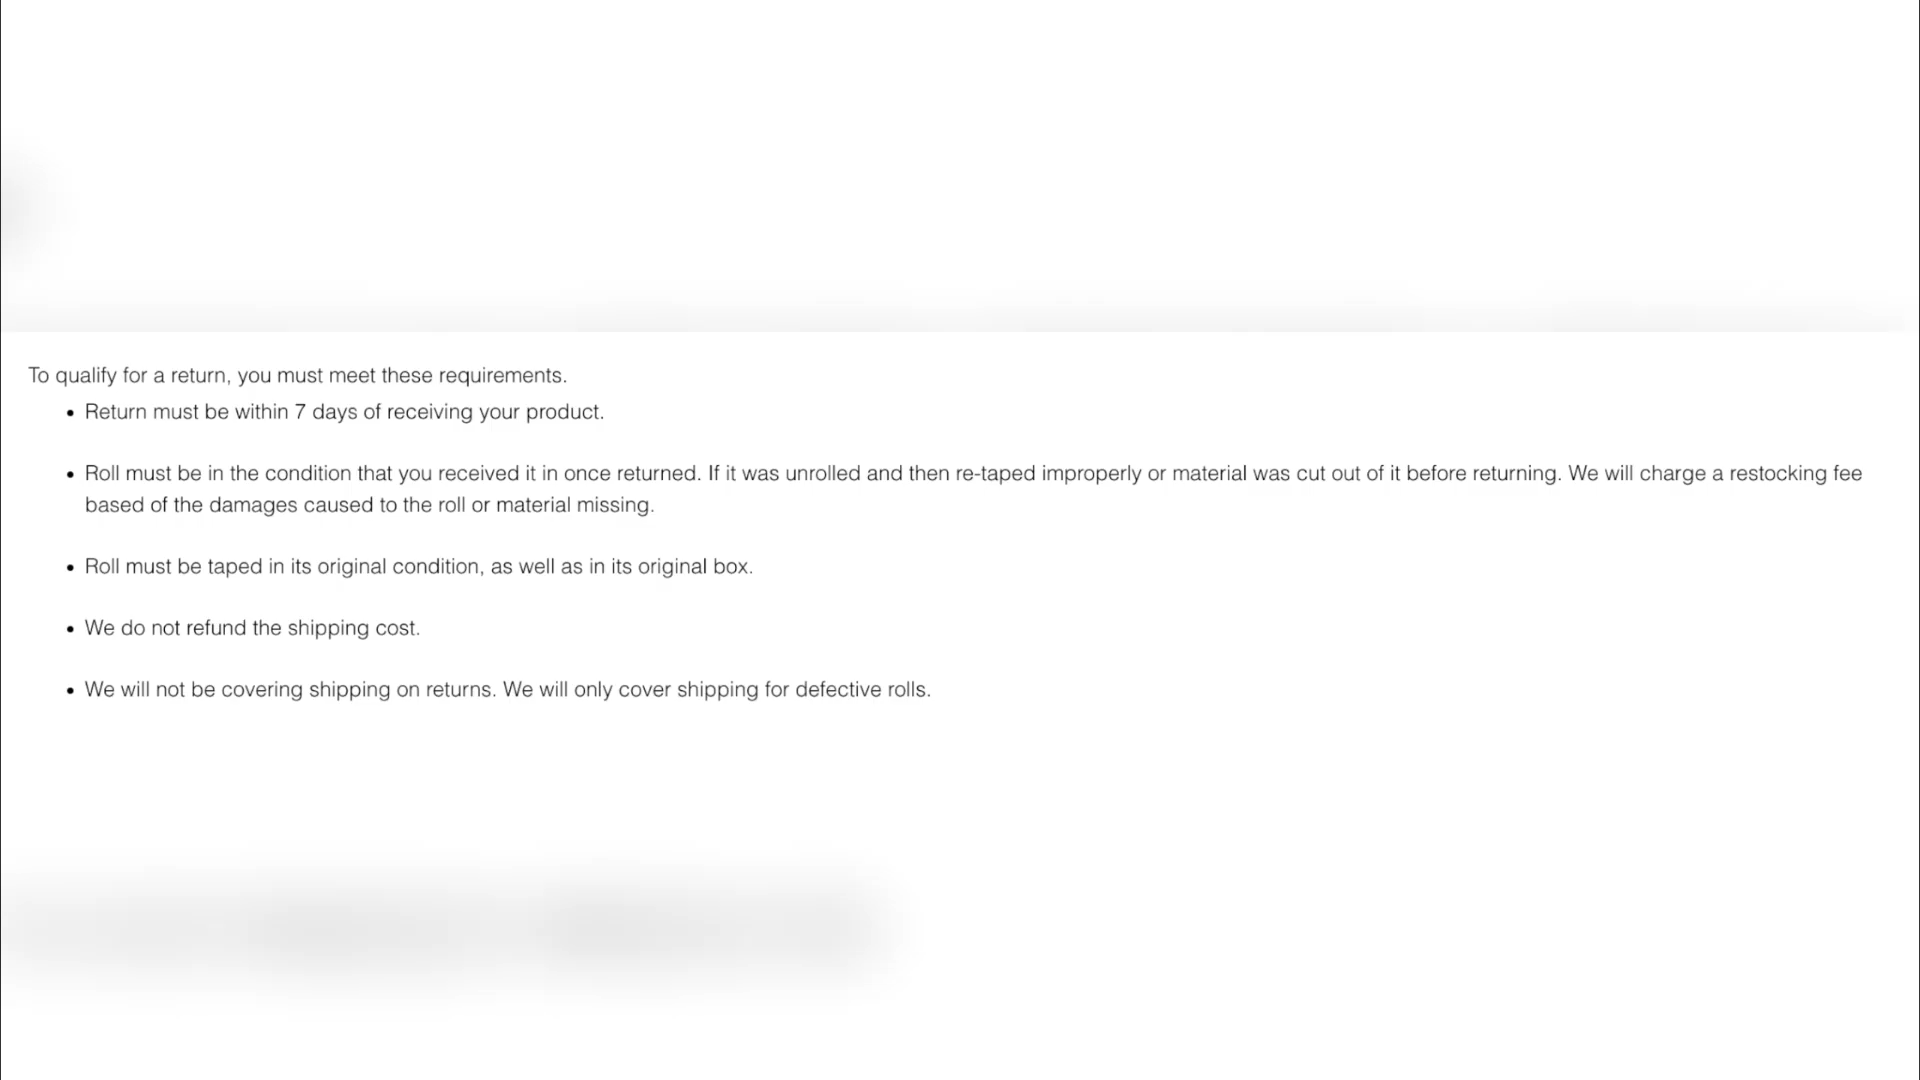 To qualify for a return, you must meet these requirements.
• Return must be within 7 days of receiving your product.
• Roll must be in the condition that you received it in once returned. If it was unrolled and then re-taped improperly or material was cut out of it before returning. We will charge a restocking fee
based of the damages caused to the roll or material missing.
• Roll must be taped in its original condition, as well as in its original box.
• We do not refund the shipping cost.
• We will not be covering shipping on returns. We will only cover shipping for defective rolls.